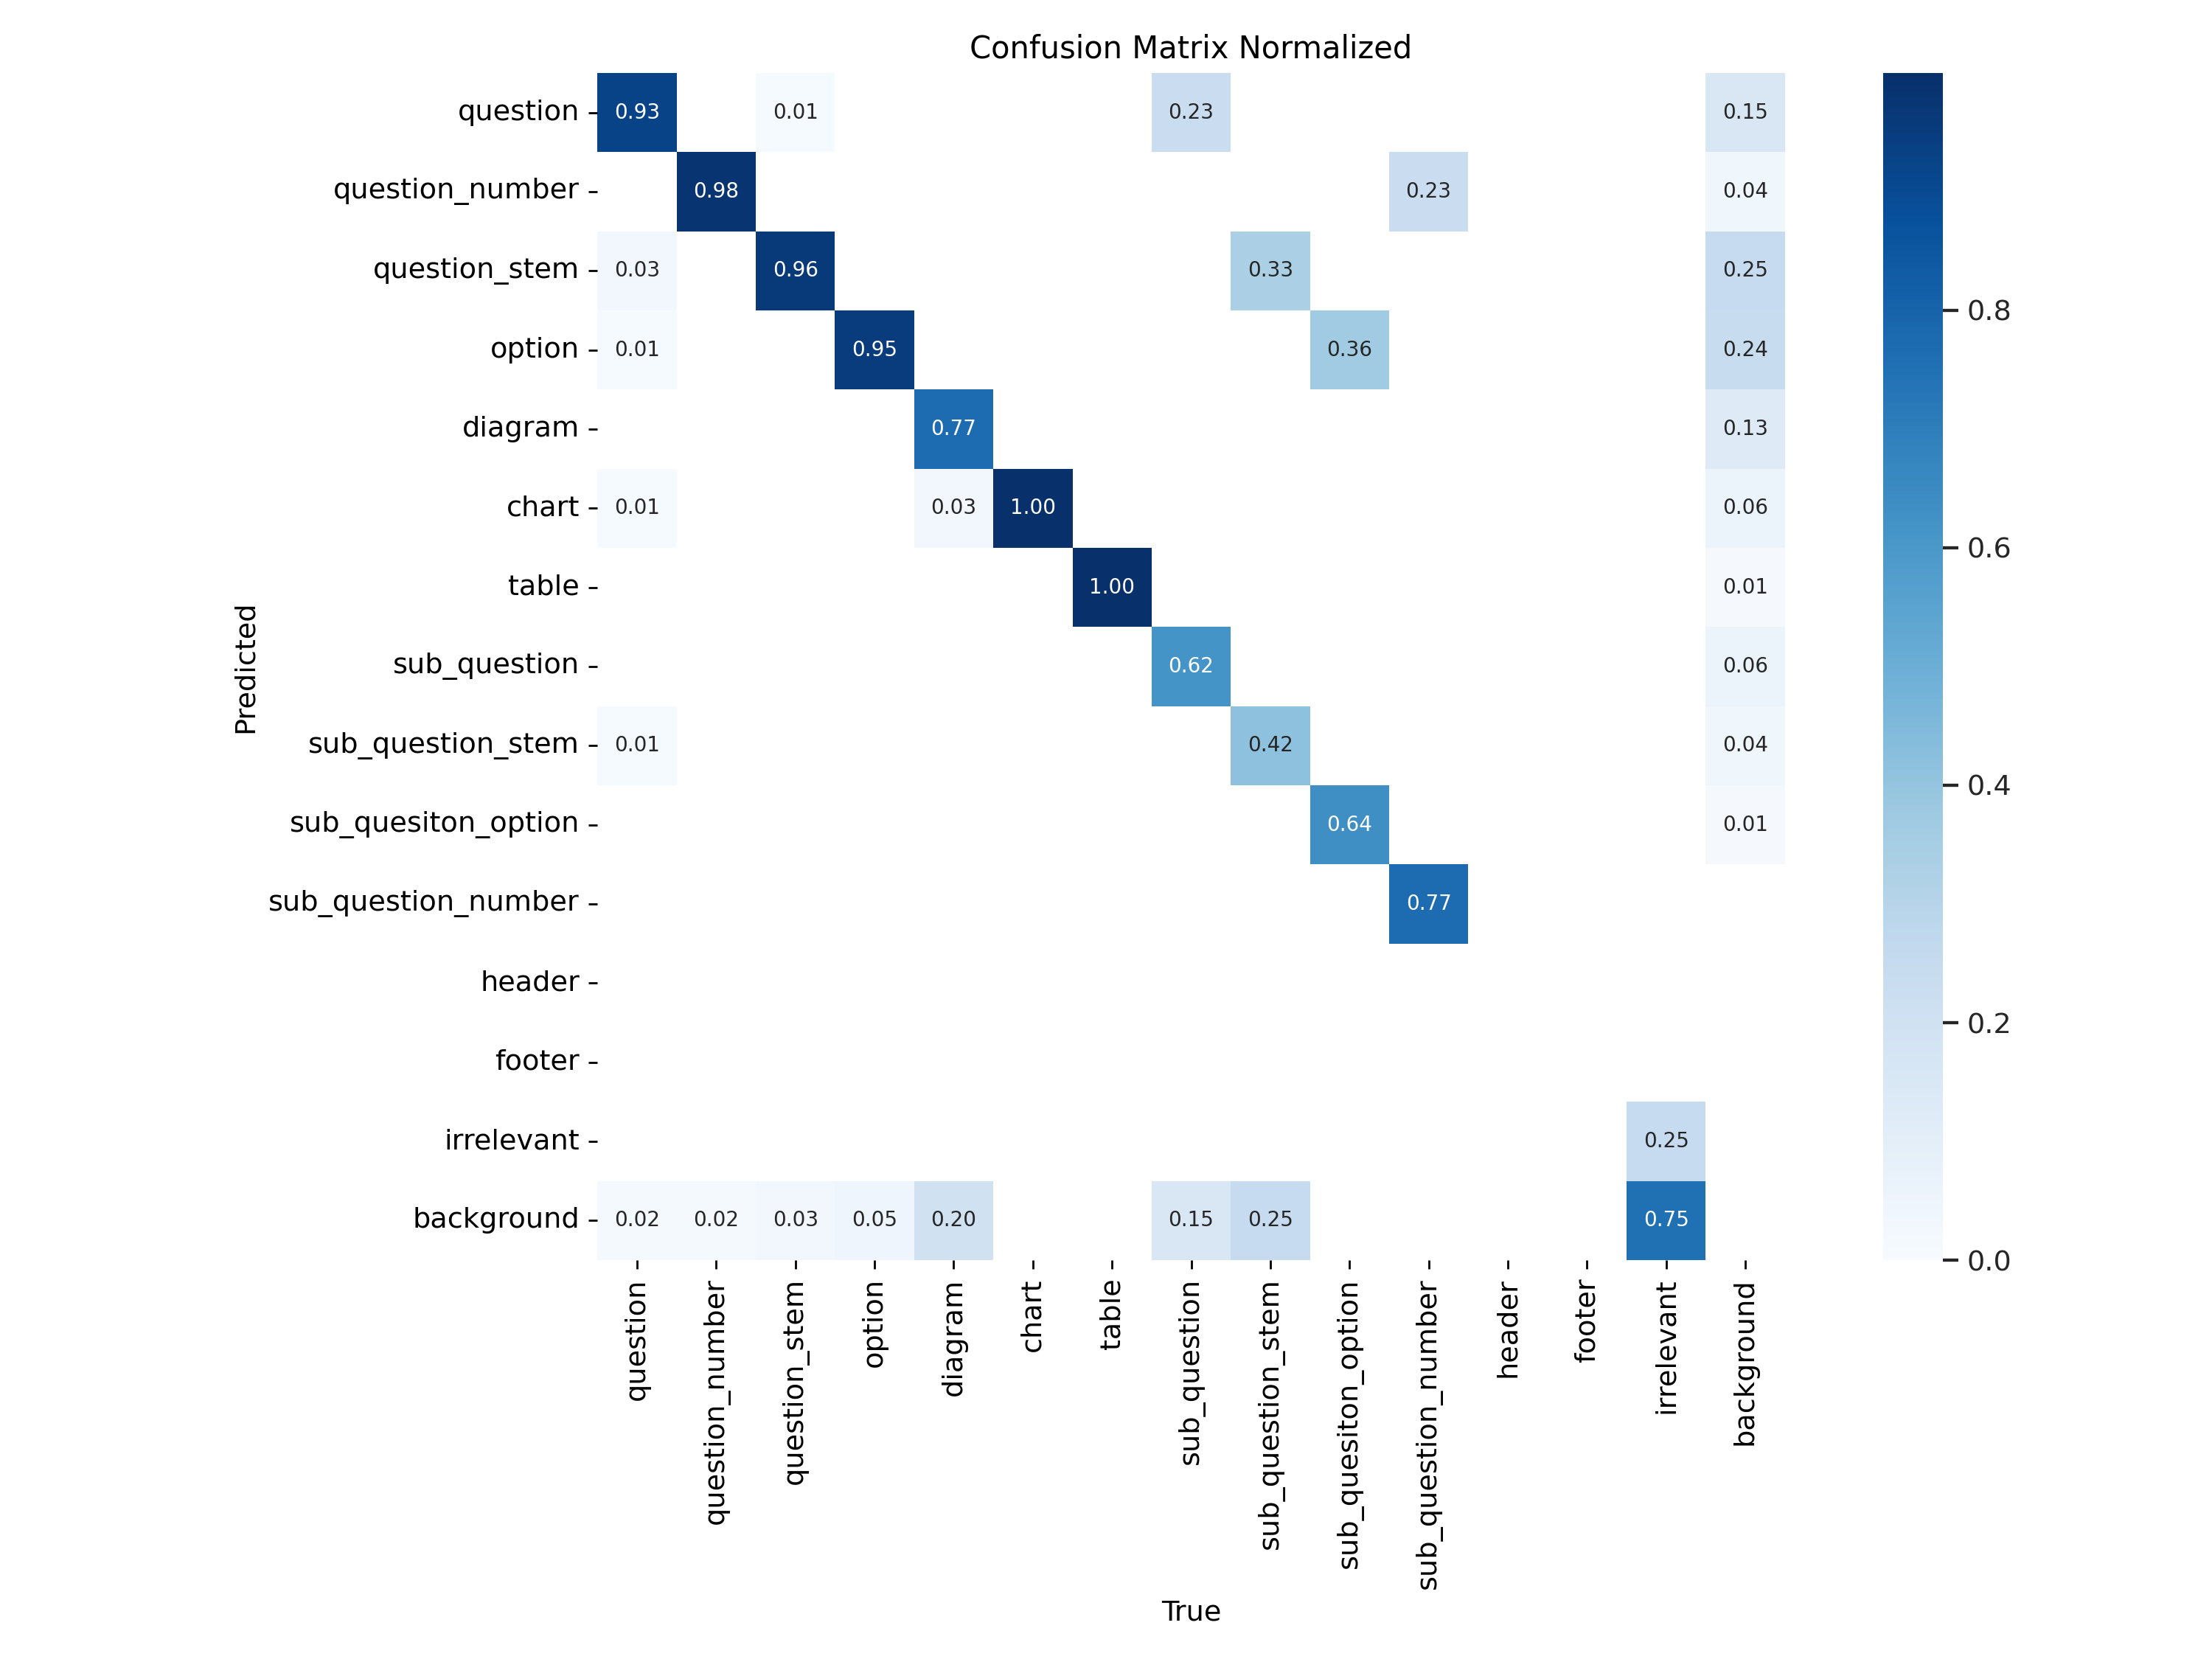 Confusion Matrix Normalized
question 0.93 0.01 0.23 0.15
question_number 0.98 0.23 0.04
question_stem 0.03 0.96 0.33 0.25
0.8
option 0.01 0.95 0.36 0.24
diagram 0.77 0.13
chart 0.01 0.03 1.00 0.06
0.6
table 1.00 0.01
Predicted
sub_question 0.62 0.06
sub_question_stem 0.01 0.42 0.04
0.4
sub_quesiton_option 0.64 0.01
sub_question_number 0.77
header
0.2
footer
irrelevant 0.25
background 0.02 0.02 0.03 0.05 0.20 0.15 0.25 0.75
0.0
question
question_number
question_stem
option
diagram
chart
table
sub_question
sub_question_stem
sub_quesiton_option
sub_question_number
header
footer
irrelevant
background
True